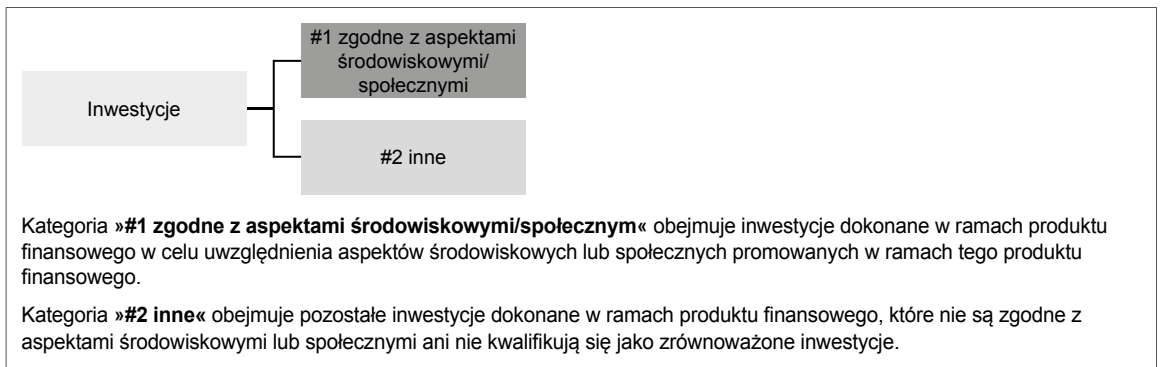 #1 zgodne z aspektami
środowiskowymi/
społecznymi
Inwestycje
#2 inne
Kategoria »#1 zgodne z aspektami środowiskowymi/społecznym« obejmuje inwestycje dokonane w ramach produktu
finansowego w celu uwzględnienia aspektów środowiskowych lub społecznych promowanych w ramach tego produktu
finansowego.
Kategoria »#2 inne« obejmuje pozostałe inwestycje dokonane w ramach produktu finansowego, które nie są zgodne z
aspektami środowiskowymi lub społecznymi ani nie kwalifikują się jako zrównoważone inwestycje.